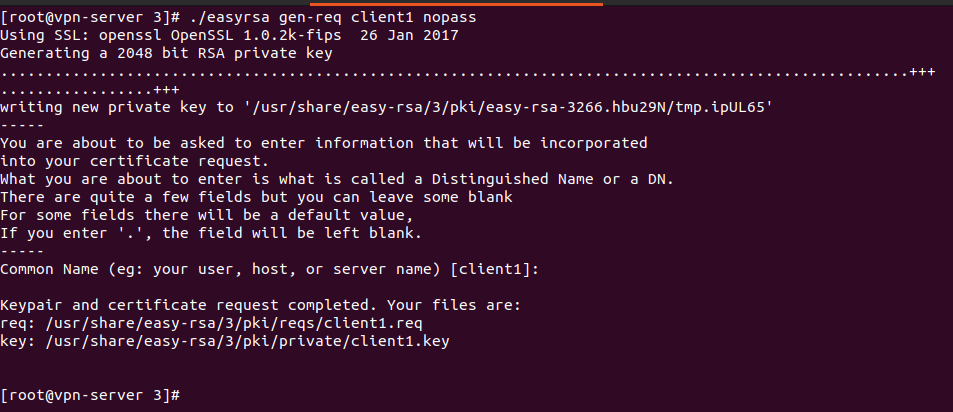 [root@vpn-server 3]# ./easyrsa gen-req client1 nopass
Using SSL: openssl OpenSSL 1.0.2k-fips  26 Jan 2017
Generating a 2048 bit RSA private key
.....................................................................................................+++
.................+++
writing new private key to '/usr/share/easy-rsa/3/pki/easy-rsa-3266.hbu29N/tmp.ipUL65'
-----
You are about to be asked to enter information that will be incorporated
into your certificate request.
What you are about to enter is what is called a Distinguished Name or a DN.
There are quite a few fields but you can leave some blank
For some fields there will be a default value,
If you enter '.', the field will be left blank.
-----
Common Name (eg: your user, host, or server name) [client1]:
Keypair and certificate request completed. Your files are:
req: /usr/share/easy-rsa/3/pki/reqs/client1.req
key: /usr/share/easy-rsa/3/pki/private/client1.key
[root@vpn-server 3]#